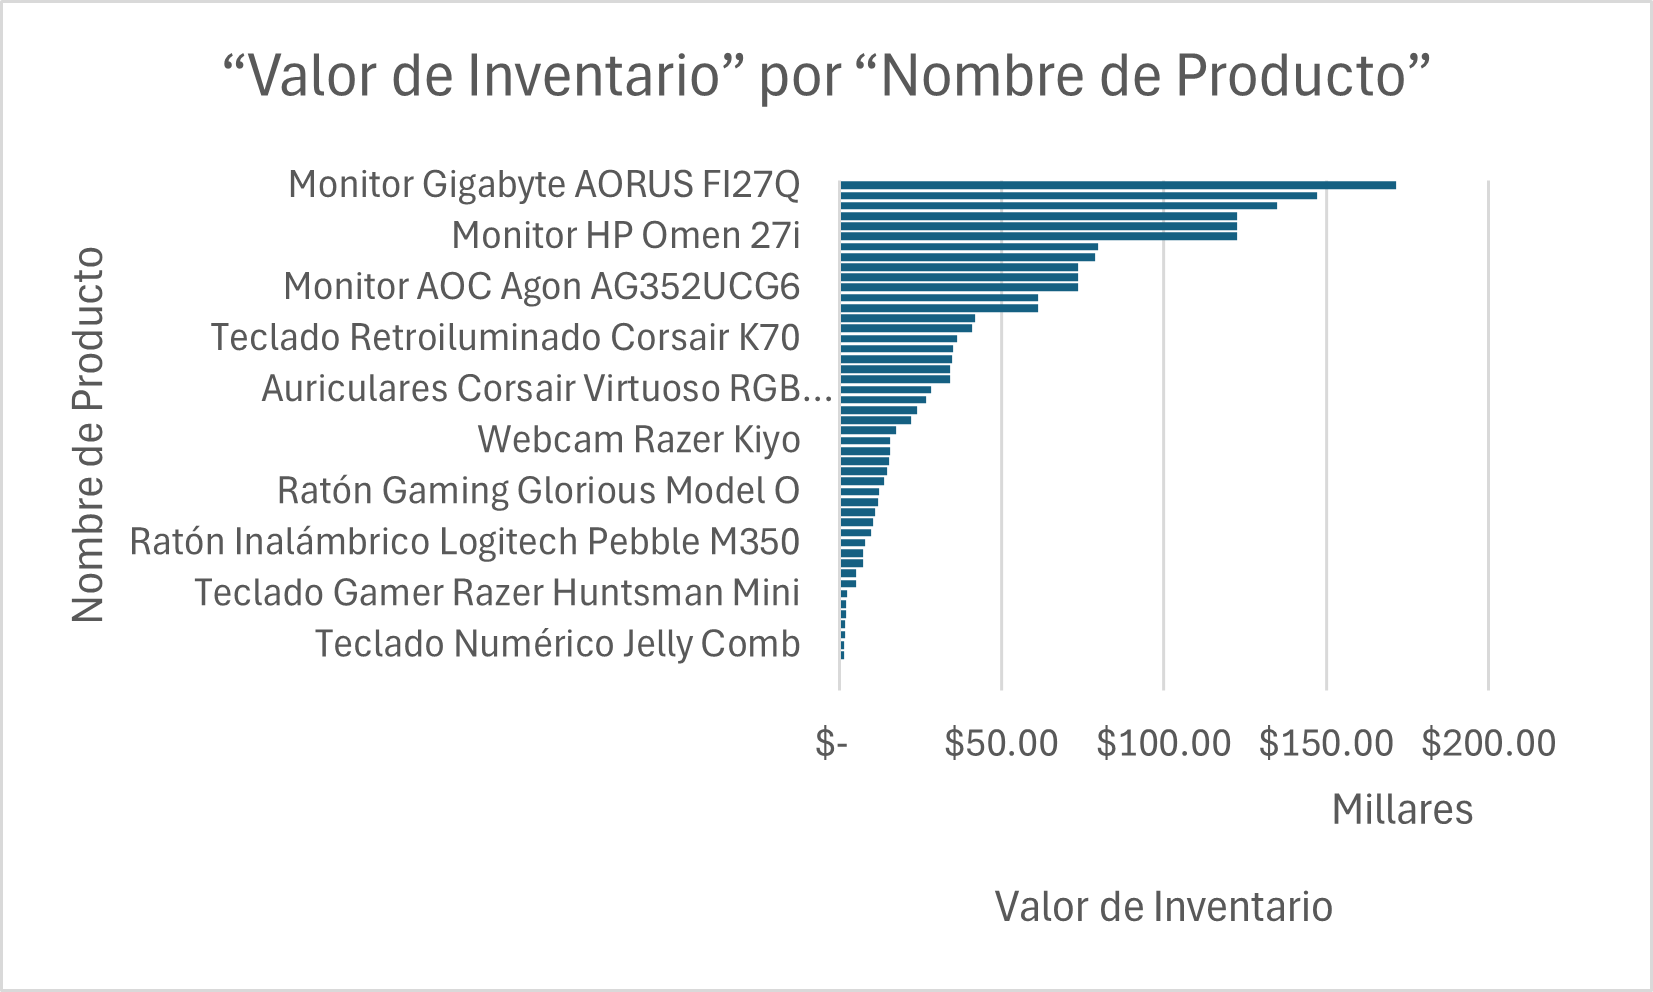 “Valor de Inventario” por “Nombre de Producto”
Nombre de Producto
Monitor Gigabyte AORUS FI27Q
Monitor HP Omen 27i
Monitor AOC Agon AG352UCG6
Teclado Retroiluminado Corsair K70
Auriculares Corsair Virtuoso RGB…
Webcam Razer Kiyo
Ratón Gaming Glorious Model O
Ratón Inalámbrico Logitech Pebble M350
Teclado Gamer Razer Huntsman Mini
Teclado Numérico Jelly Comb
$- $50.00 $100.00 $150.00 $200.00
Millares
Valor de Inventario